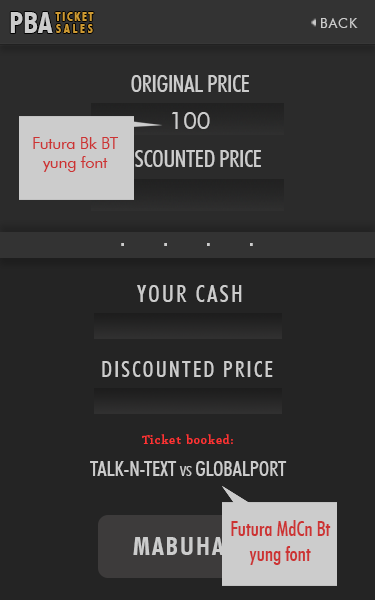 PBA TICKET SALES
BACK
ORIGINAL PRICE
100
Futura Bk BT
yung font
SCOUNTED PRICE
YOUR CASH
DISCOUNTED PRICE
Ticket booked:
TALK-N-TEXT vs GLOBALPORT
MABUHA
Futura MdCn Bt
yung font